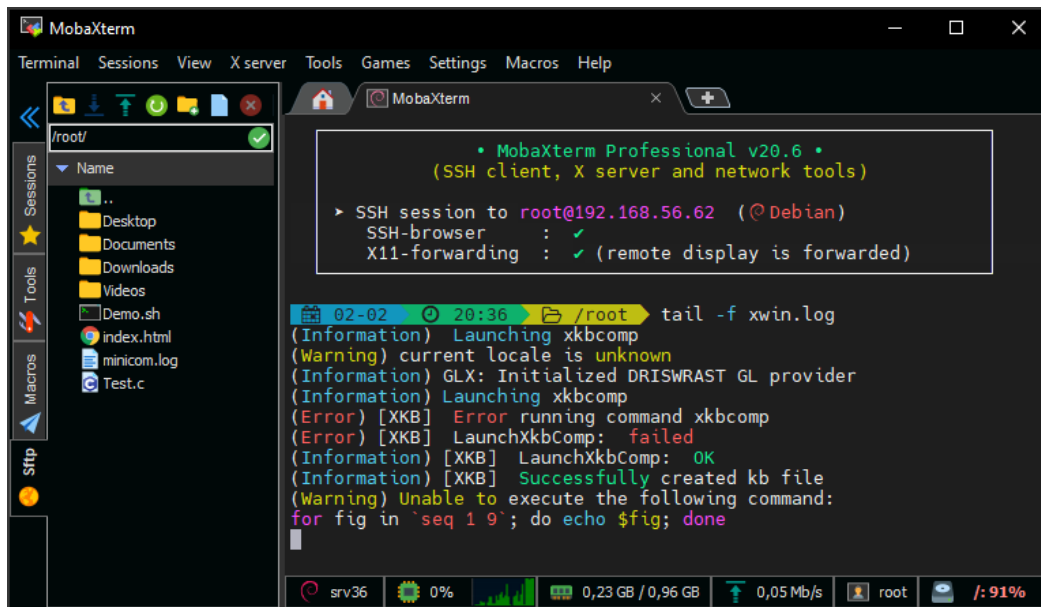 MobaXterm
Terminal Sessions View X server Tools Games Settings Macros Help
MobaXterm
/root/
Name
..
Desktop
Documents
Downloads
Videos
Demo.sh
index.html
minicom.log
Test.c
Sessions
Tools
Macros
Sftp
• MobaXterm Professional v20.6 •
(SSH client, X server and network tools)
➤ SSH session to root@192.168.56.62 (Debian)
SSH-browser : ✔
X11-forwarding : ✔ (remote display is forwarded)
02-02 20:36 /root tail -f xwin.log
(Information) Launching xkbcomp
(Warning) current locale is unknown
(Information) GLX: Initialized DRISWRAST GL provider
(Information) Launching xkbcomp
(Error) [XKB] Error running command xkbcomp
(Error) [XKB] LaunchXkbComp: failed
(Information) [XKB] LaunchXkbComp: OK
(Information) [XKB] Successfully created kb file
(Warning) Unable to execute the following command:
for fig in `seq 1 9`; do echo $fig; done
srv36 0% 0,23 GB / 0,96 GB 0,05 Mb/s root /: 91%